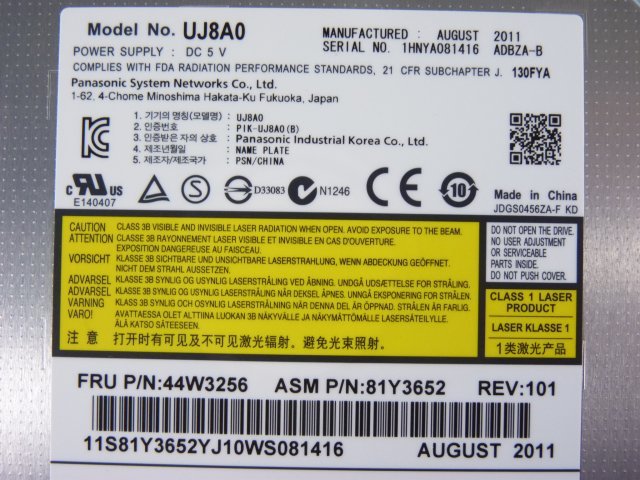 Model No. UJ8A0
MANUFACTURED : AUGUST 2011
POWER SUPPLY : DC 5 V
SERIAL NO. 1HNYA081416 ADBZA-B
COMPLIES WITH FDA RADIATION PERFORMANCE STANDARDS, 21 CFR SUBCHAPTER J. 130FYA
Panasonic System Networks Co., Ltd.
1-62, 4-Chome Minoshima Hakata-Ku Fukuoka, Japan
1. 기기의 명칭(모델명) : UJ8A0
2. 인증번호 : PIK-UJ8A0(B)
3. 인증받은 자의 상호 : Panasonic Industrial Korea Co., Ltd.
4. 제조년월일 : NAME PLATE
5. 제조자/제조국가 : PSN/CHINA
c UL US
E140407
S
D
D33083
N1246
CE
10
Made in China
JDGS0456ZA-F KD
CAUTION CLASS 3B VISIBLE AND INVISIBLE LASER RADIATION WHEN OPEN. AVOID EXPOSURE TO THE BEAM.
ATTENTION CLASSE 3B RAYONNEMENT LASER VISIBLE ET INVISIBLE EN CAS D'OUVERTURE.
EXPOSITION DANGEREUSE AU FAISCEAU.
VORSICHT KLASSE 3B SICHTBARE UND UNSICHTBARE LASERSTRAHLUNG, WENN ABDECKUNG GEÖFFNET.
NICHT DEM STRAHL AUSSETZEN.
ADVARSEL KLASSE 3B SYNLIG OG USYNLIG LASERSTRÅLING VED ÅBNING. UNDGÅ UDSÆTTELSE FOR STRÅLING.
ADVARSEL KLASSE 3B SYNLIG OG USYNLIG LASERSTRÅLING NÅR DEKSEL ÅPNES. UNNGÅ EKSPONERING FOR STRÅLEN.
VARNING KLASS 3B SYNLIG OCH OSYNLIG LASERSTRÅLNING NÄR DENNA DEL ÄR ÖPPNAD. STRÅLEN ÄR FARLIG.
VARO! AVATTAESSA OLET ALTTIINA LUOKAN 3B NÄKYVÄLLE JA NÄKYMÄTTÖMÄLLE LASERSÄTEILYLLE.
ÄLÄ KATSO SÄTEESEEN.
注意 打开时有可见及不可见激光辐射。避免光束照射。
DO NOT OPEN THE DRIVE.
NO USER ADJUSTMENT
OR SERVICEABLE
PARTS INSIDE.
DO NOT PUSH COVER.
CLASS 1 LASER
PRODUCT
LASER KLASSE 1
1类激光产品
FRU P/N:44W3256 ASM P/N:81Y3652 REV:101
11S81Y3652YJ10WS081416 AUGUST 2011